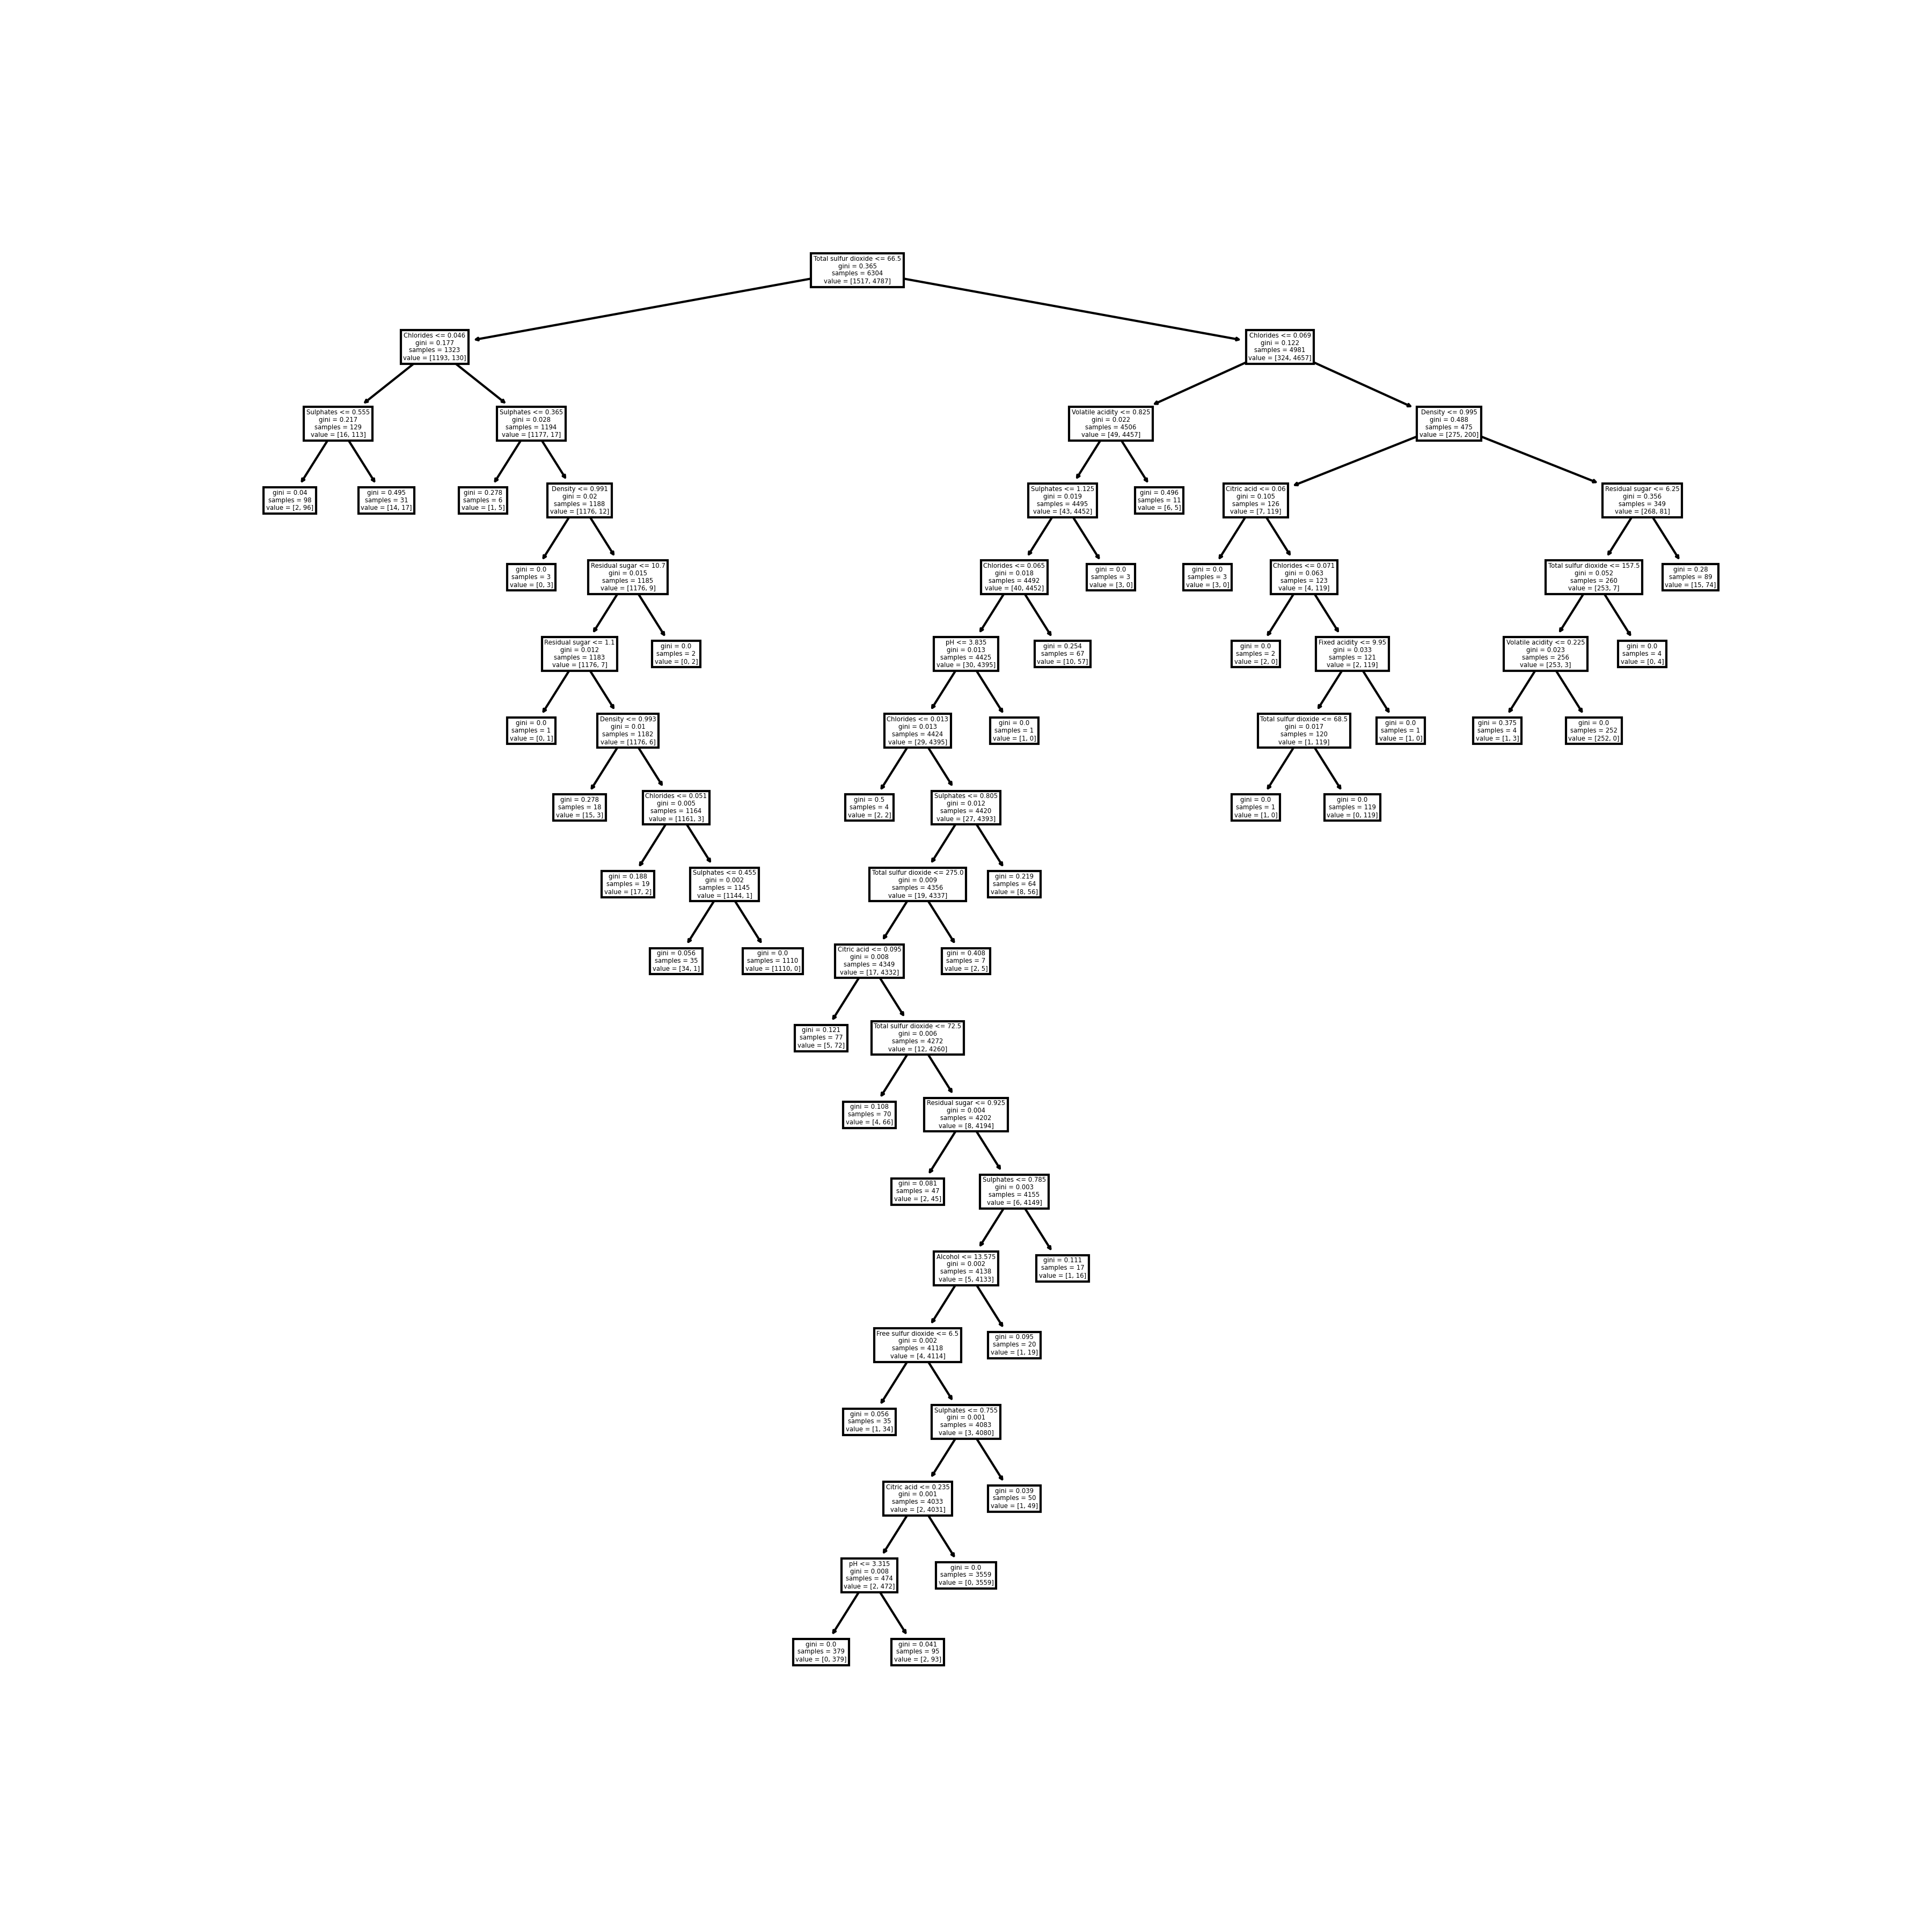 Total sulfur dioxide <= 66.5
gini = 0.365
samples = 6304
value = [1517, 4787]
Chlorides <= 0.046
gini = 0.177
samples = 1323
value = [1193, 130]
Chlorides <= 0.069
gini = 0.122
samples = 4981
value = [324, 4657]
Sulphates <= 0.555
gini = 0.217
samples = 129
value = [16, 113]
Sulphates <= 0.365
gini = 0.028
samples = 1194
value = [1177, 17]
Volatile acidity <= 0.825
gini = 0.022
samples = 4506
value = [49, 4457]
Density <= 0.995
gini = 0.488
samples = 475
value = [275, 200]
gini = 0.04
samples = 98
value = [2, 96]
gini = 0.495
samples = 31
value = [14, 17]
gini = 0.278
samples = 6
value = [1, 5]
Density <= 0.991
gini = 0.02
samples = 1188
value = [1176, 12]
Sulphates <= 1.125
gini = 0.019
samples = 4495
value = [43, 4452]
gini = 0.496
samples = 11
value = [6, 5]
Citric acid <= 0.06
gini = 0.105
samples = 126
value = [7, 119]
Residual sugar <= 6.25
gini = 0.356
samples = 349
value = [268, 81]
gini = 0.0
samples = 3
value = [0, 3]
Residual sugar <= 10.7
gini = 0.015
samples = 1185
value = [1176, 9]
Chlorides <= 0.065
gini = 0.018
samples = 4492
value = [40, 4452]
gini = 0.0
samples = 3
value = [3, 0]
gini = 0.0
samples = 3
value = [3, 0]
Chlorides <= 0.071
gini = 0.063
samples = 123
value = [4, 119]
Total sulfur dioxide <= 157.5
gini = 0.052
samples = 260
value = [253, 7]
gini = 0.28
samples = 89
value = [15, 74]
Residual sugar <= 1.1
gini = 0.012
samples = 1183
value = [1176, 7]
gini = 0.0
samples = 2
value = [0, 2]
pH <= 3.835
gini = 0.013
samples = 4425
value = [30, 4395]
gini = 0.254
samples = 67
value = [10, 57]
gini = 0.0
samples = 2
value = [2, 0]
Fixed acidity <= 9.95
gini = 0.033
samples = 121
value = [2, 119]
Volatile acidity <= 0.225
gini = 0.023
samples = 256
value = [253, 3]
gini = 0.0
samples = 4
value = [0, 4]
gini = 0.0
samples = 1
value = [0, 1]
Density <= 0.993
gini = 0.01
samples = 1182
value = [1176, 6]
Chlorides <= 0.013
gini = 0.013
samples = 4424
value = [29, 4395]
gini = 0.0
samples = 1
value = [1, 0]
Total sulfur dioxide <= 68.5
gini = 0.017
samples = 120
value = [1, 119]
gini = 0.0
samples = 1
value = [1, 0]
gini = 0.375
samples = 4
value = [1, 3]
gini = 0.0
samples = 252
value = [252, 0]
gini = 0.278
samples = 18
value = [15, 3]
Chlorides <= 0.051
gini = 0.005
samples = 1164
value = [1161, 3]
gini = 0.5
samples = 4
value = [2, 2]
Sulphates <= 0.805
gini = 0.012
samples = 4420
value = [27, 4393]
gini = 0.0
samples = 1
value = [1, 0]
gini = 0.0
samples = 119
value = [0, 119]
gini = 0.188
samples = 19
value = [17, 2]
Sulphates <= 0.455
gini = 0.002
samples = 1145
value = [1144, 1]
Total sulfur dioxide <= 275.0
gini = 0.009
samples = 4356
value = [19, 4337]
gini = 0.219
samples = 64
value = [8, 56]
gini = 0.056
samples = 35
value = [34, 1]
gini = 0.0
samples = 1110
value = [1110, 0]
Citric acid <= 0.095
gini = 0.008
samples = 4349
value = [17, 4332]
gini = 0.408
samples = 7
value = [2, 5]
gini = 0.121
samples = 77
value = [5, 72]
Total sulfur dioxide <= 72.5
gini = 0.006
samples = 4272
value = [12, 4260]
gini = 0.108
samples = 70
value = [4, 66]
Residual sugar <= 0.925
gini = 0.004
samples = 4202
value = [8, 4194]
gini = 0.081
samples = 47
value = [2, 45]
Sulphates <= 0.785
gini = 0.003
samples = 4155
value = [6, 4149]
Alcohol <= 13.575
gini = 0.002
samples = 4138
value = [5, 4133]
gini = 0.111
samples = 17
value = [1, 16]
Free sulfur dioxide <= 6.5
gini = 0.002
samples = 4118
value = [4, 4114]
gini = 0.095
samples = 20
value = [1, 19]
gini = 0.056
samples = 35
value = [1, 34]
Sulphates <= 0.755
gini = 0.001
samples = 4083
value = [3, 4080]
Citric acid <= 0.235
gini = 0.001
samples = 4033
value = [2, 4031]
gini = 0.039
samples = 50
value = [1, 49]
pH <= 3.315
gini = 0.008
samples = 474
value = [2, 472]
gini = 0.0
samples = 3559
value = [0, 3559]
gini = 0.0
samples = 379
value = [0, 379]
gini = 0.041
samples = 95
value = [2, 93]